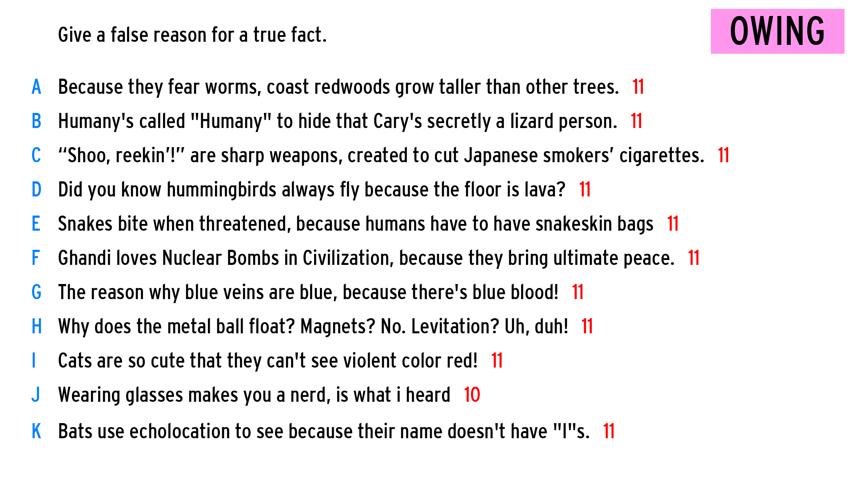 Give a false reason for a true fact.
OWING
A Because they fear worms, coast redwoods grow taller than other trees. 11
B Humany's called "Humany" to hide that Cary's secretly a lizard person. 11
C “Shoo, reekin’!” are sharp weapons, created to cut Japanese smokers’ cigarettes. 11
D Did you know hummingbirds always fly because the floor is lava? 11
E Snakes bite when threatened, because humans have to have snakeskin bags 11
F Ghandi loves Nuclear Bombs in Civilization, because they bring ultimate peace. 11
G The reason why blue veins are blue, because there's blue blood! 11
H Why does the metal ball float? Magnets? No. Levitation? Uh, duh! 11
I Cats are so cute that they can't see violent color red! 11
J Wearing glasses makes you a nerd, is what i heard 10
K Bats use echolocation to see because their name doesn't have "I"s. 11